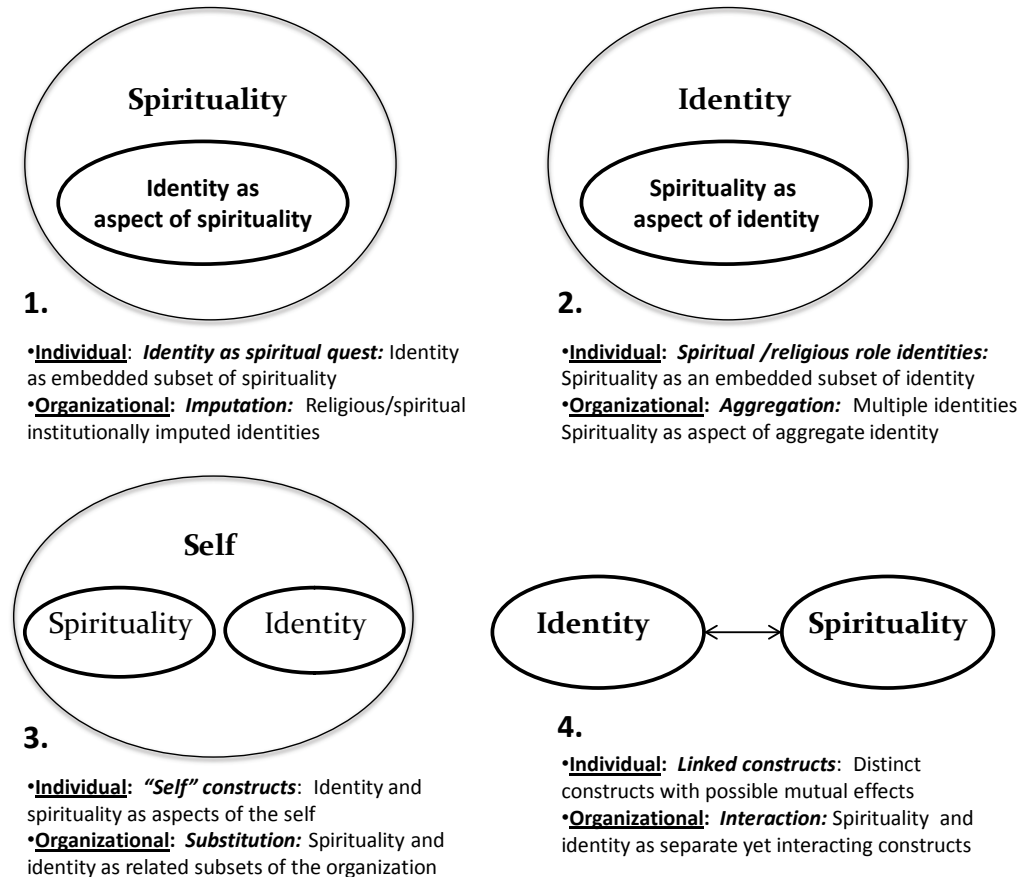 Spirituality
Identity as
aspect of spirituality
1.
•Individual: Identity as spiritual quest: Identity
as embedded subset of spirituality
•Organizational: Imputation: Religious/spiritual
institutionally imputed identities
Identity
Spirituality as
aspect of identity
2.
•Individual: Spiritual /religious role identities:
Spirituality as an embedded subset of identity
•Organizational: Aggregation: Multiple identities
Spirituality as aspect of aggregate identity
Self
Spirituality
Identity
3.
•Individual: “Self” constructs: Identity and
spirituality as aspects of the self
•Organizational: Substitution: Spirituality and
identity as related subsets of the organization
Identity
Spirituality
4.
•Individual: Linked constructs: Distinct
constructs with possible mutual effects
•Organizational: Interaction: Spirituality and
identity as separate yet interacting constructs